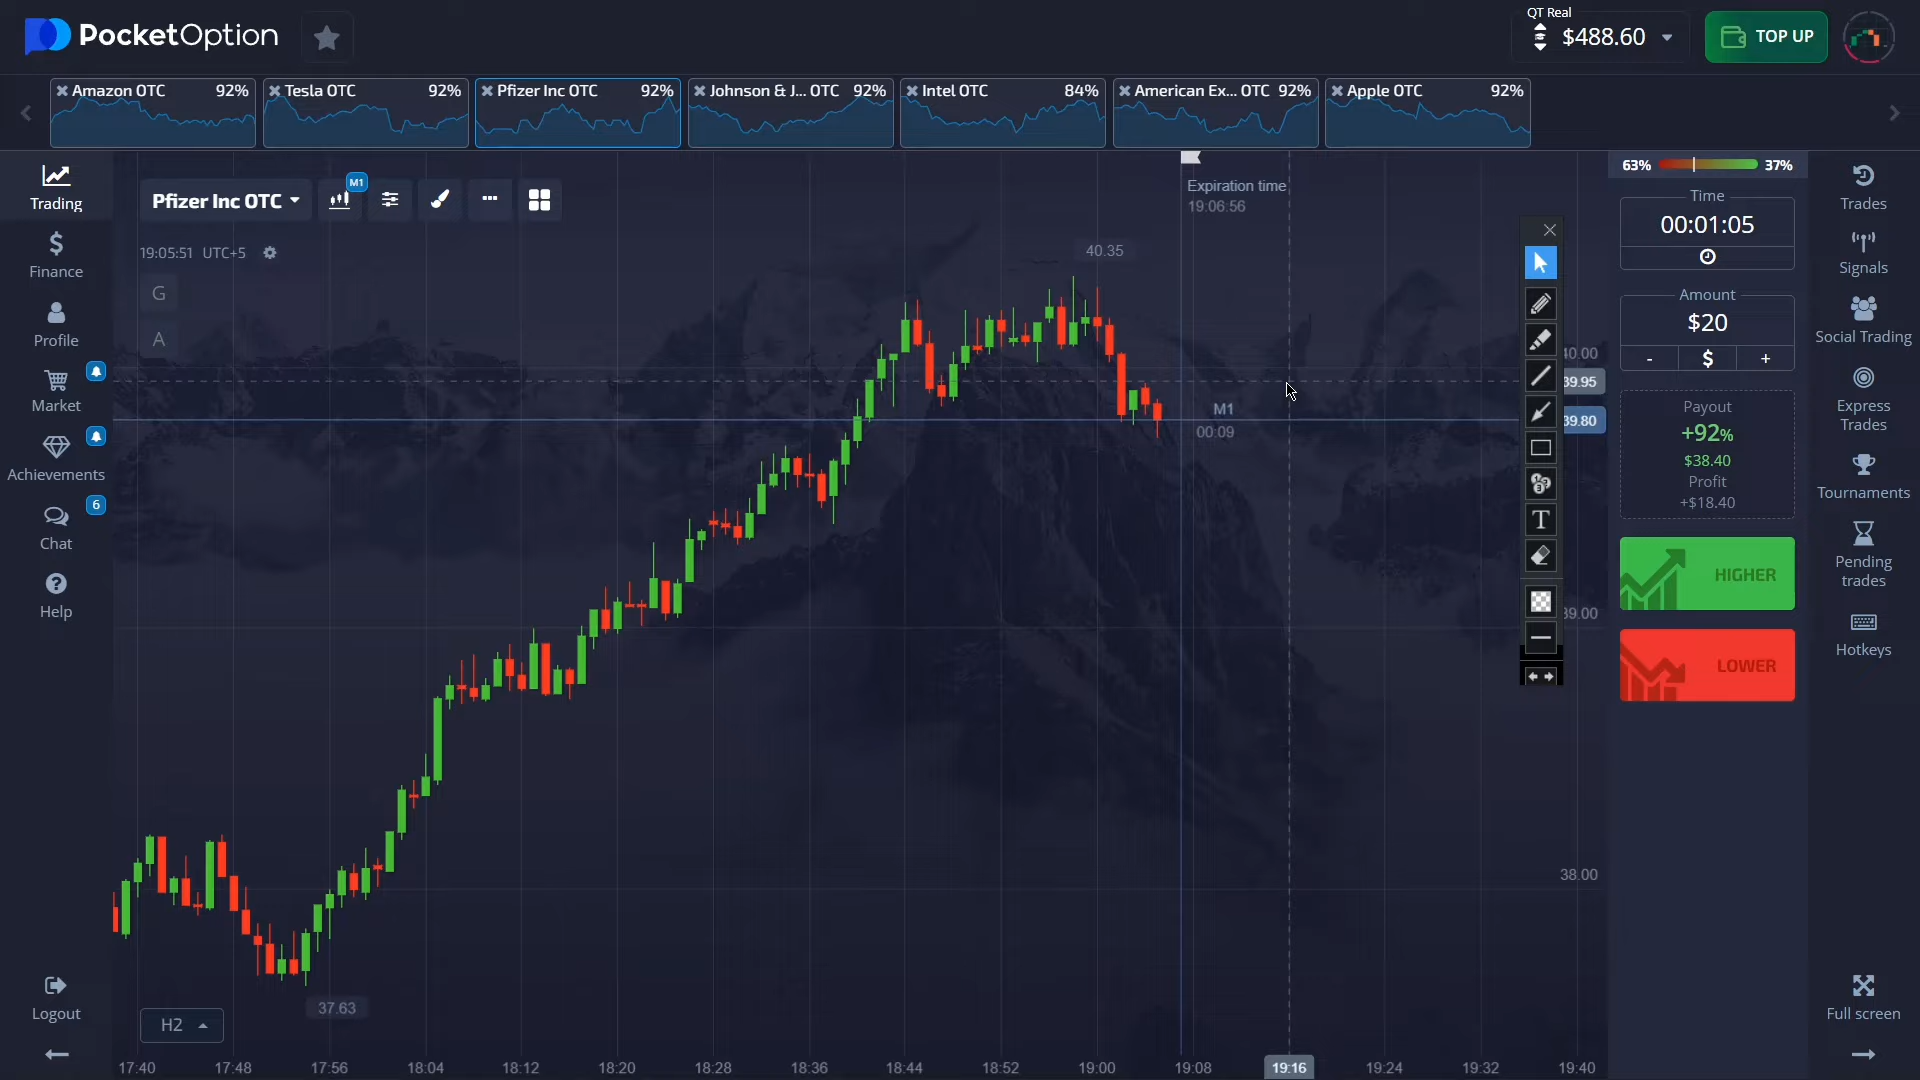 PocketOption
QT Real
$488.60
TOP UP
Amazon OTC 92%
Tesla OTC 92%
Pfizer Inc OTC 92%
Johnson & J... OTC 92%
Intel OTC 84%
American Ex... OTC 92%
Apple OTC 92%
Trading
Finance
Profile
Market
Achievements
6
Chat
Help
Logout
Pfizer Inc OTC
M1
19:05:51 UTC+5
G
A
Expiration time
19:06:56
40.35
M1
00:09
37.63
H2
40.00
39.95
39.80
39.00
38.00
T
17:40 17:48 17:56 18:04 18:12 18:20 18:28 18:36 18:44 18:52 19:00 19:08 19:16 19:24 19:32 19:40
63% 37%
Time
00:01:05
Amount
$20
- $ +
Payout
+92%
$38.40
Profit
+$18.40
HIGHER
LOWER
Trades
Signals
Social Trading
Express
Trades
Tournaments
Pending
trades
Hotkeys
Full screen